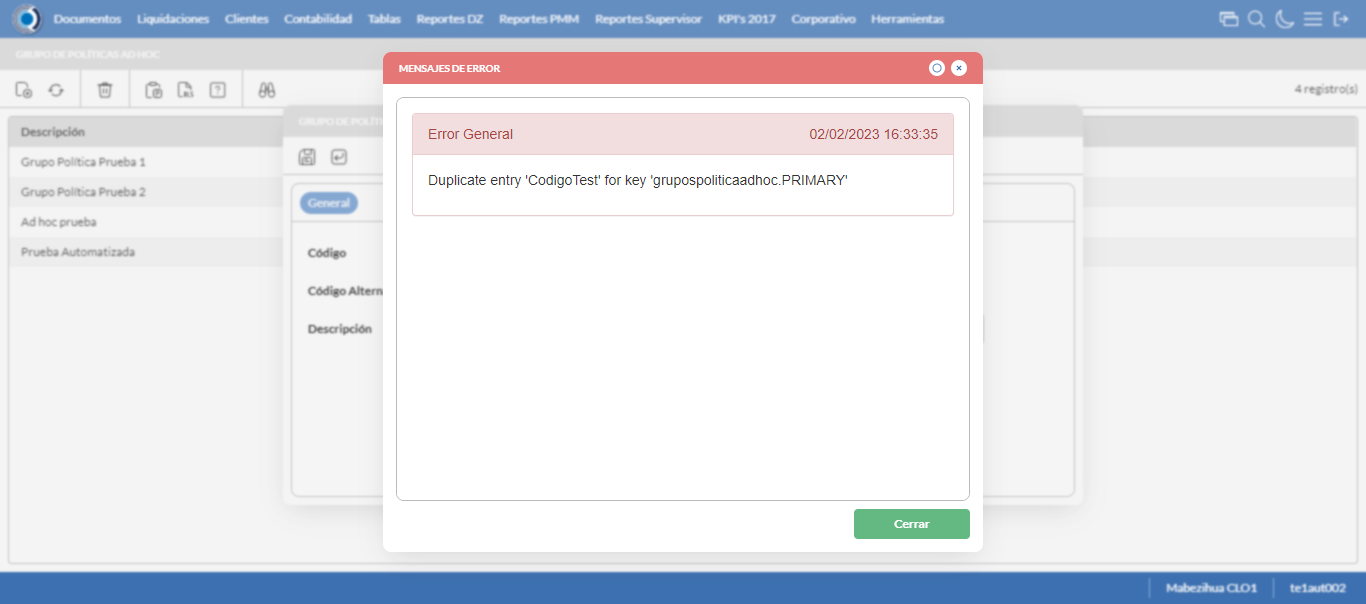 Documentos Liquidaciones Clientes Contabilidad Tablas Reportes DZ Reportes PMM Reportes Supervisor KPI's 2017 Corporativo Herramientas
GRUPO DE POLÍTICAS AD HOC
4 registro(s)
Descripción
Grupo Política Prueba 1
Grupo Política Prueba 2
Ad hoc prueba
Prueba Automatizada
GRUPO DE POLÍTI
General
Código
Código Altern
Descripción
MENSAJES DE ERROR
Error General 02/02/2023 16:33:35
Duplicate entry 'CodigoTest' for key 'grupospoliticaadhoc.PRIMARY'
Cerrar
Mabezihua CLO1 te1aut002